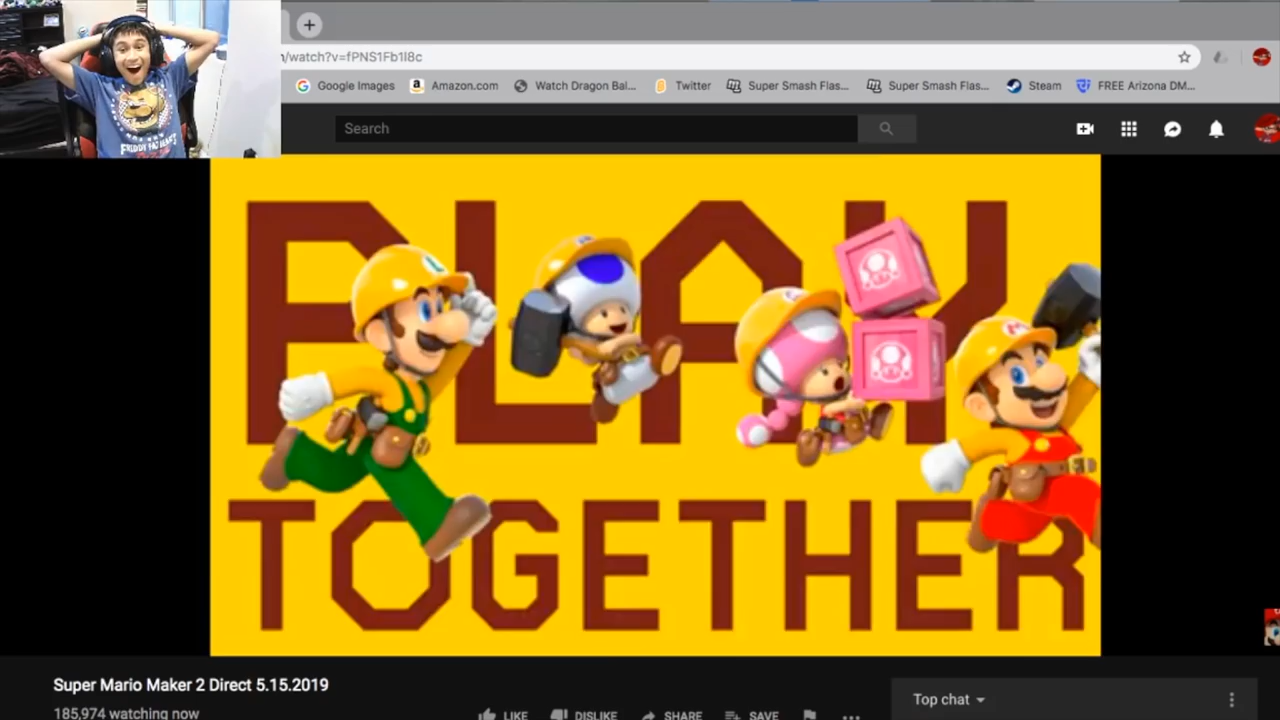 +
/watch?v=fPNS1Fb1l8c
Google Images Amazon.com Watch Dragon Bal... Twitter Super Smash Flas... Super Smash Flas... Steam FREE Arizona DM...
Search
PLAY
TOGETHER
Super Mario Maker 2 Direct 5.15.2019
185,974 watching now
LIKE DISLIKE SHARE SAVE ...
Top chat